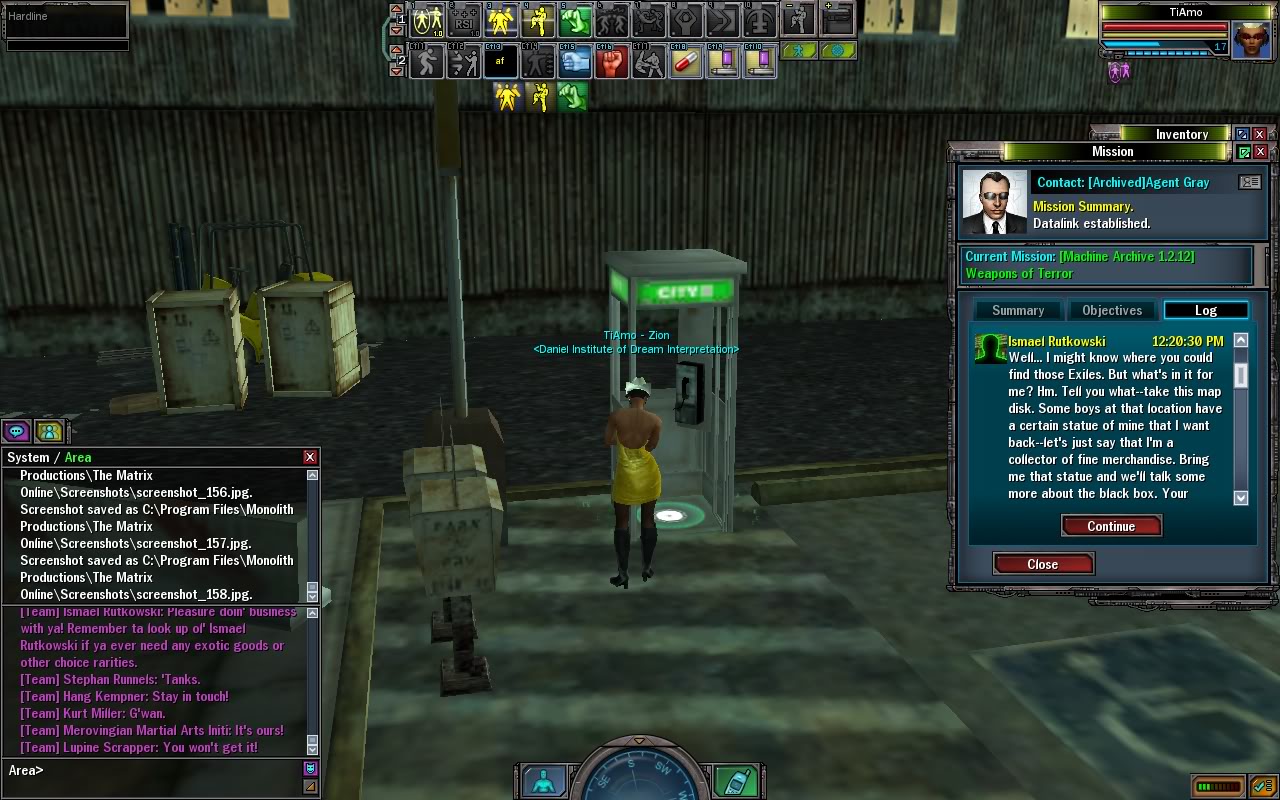 Hardline
1
1.0
RSI
1.0
2
Ctrl3
af
TiAmo
17
Inventory
Mission
Contact: [Archived]Agent Gray
Mission Summary.
Datalink established.
Current Mission: [Machine Archive 1.2.12]
Weapons of Terror
Summary
Objectives
Log
Ismael Rutkowski 12:20:30 PM
Well... I might know where you could
find those Exiles. But what's in it for
me? Hm. Tell you what--take this map
disk. Some boys at that location have
a certain statue of mine that I want
back--let's just say that I'm a
collector of fine merchandise. Bring
me that statue and we'll talk some
more about the black box. Your
Continue
Close
CITY
TiAmo - Zion
<Daniel Institute of Dream Interpretation>
System / Area
Productions\The Matrix
Online\Screenshots\screenshot_156.jpg.
Screenshot saved as C:\Program Files\Monolith
Productions\The Matrix
Online\Screenshots\screenshot_157.jpg.
Screenshot saved as C:\Program Files\Monolith
Productions\The Matrix
Online\Screenshots\screenshot_158.jpg.
[Team] Ismael Rutkowski: Pleasure doin' business
with ya! Remember ta look up ol' Ismael
Rutkowski if ya ever need any exotic goods or
other choice rarities.
[Team] Stephan Runnels: 'Tanks.
[Team] Hang Kempner: Stay in touch!
[Team] Kurt Miller: G'wan.
[Team] Merovingian Martial Arts Initi: It's ours!
[Team] Lupine Scrapper: You won't get it!
Area>
SE
S
SW
W